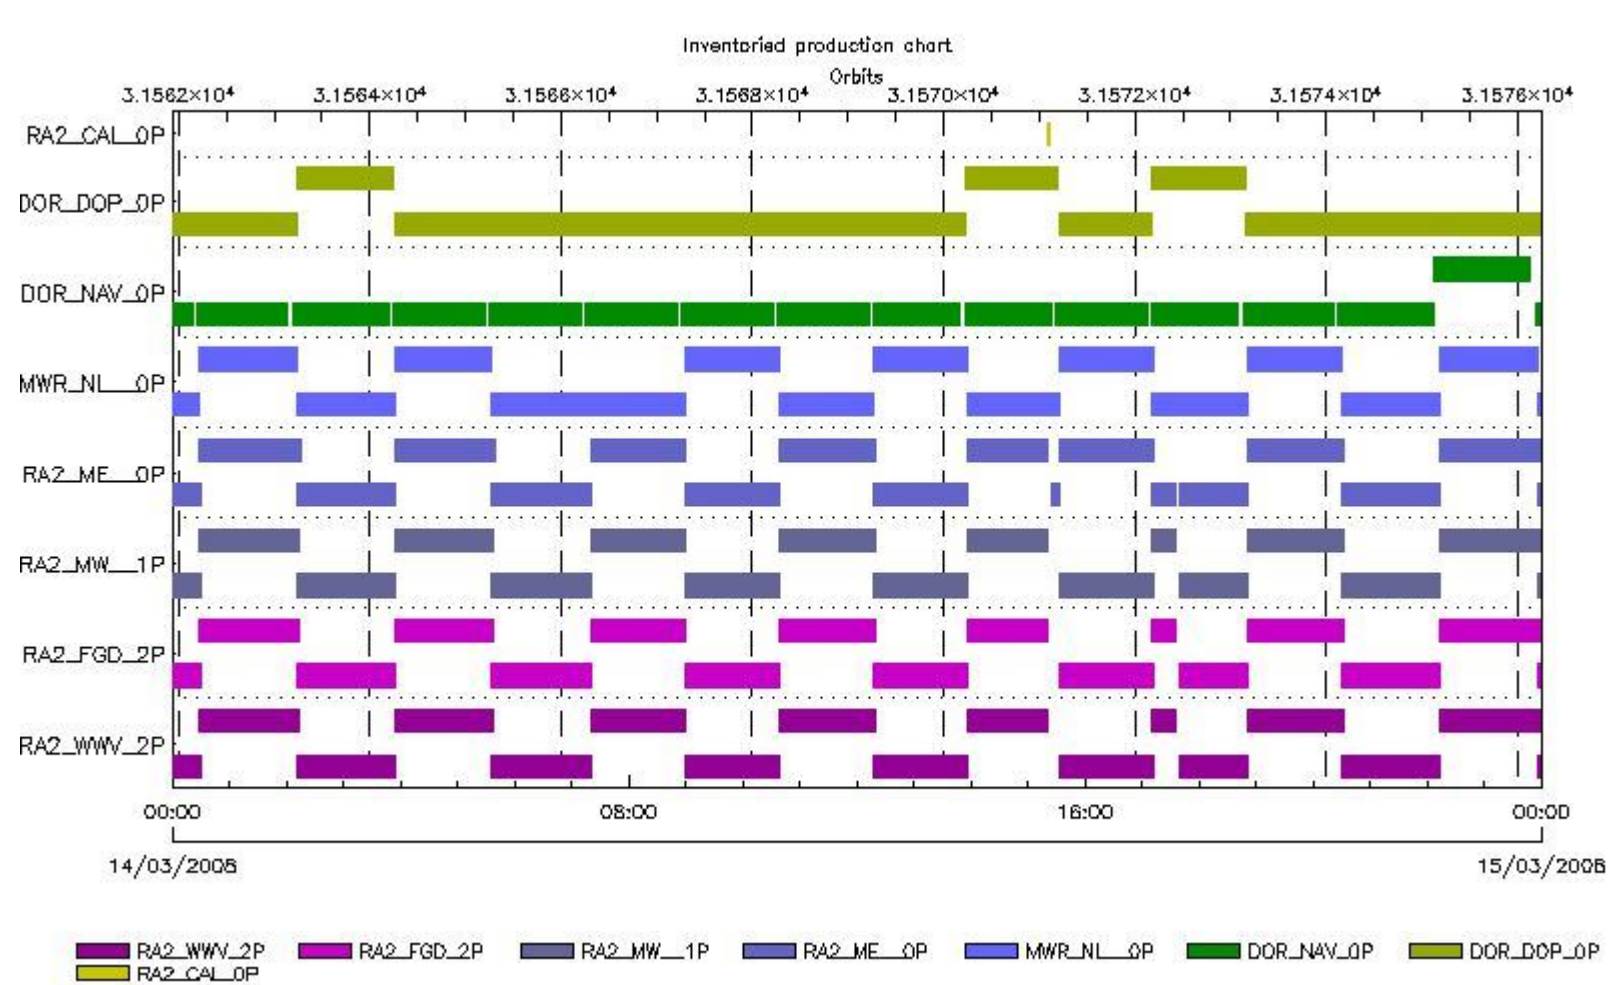 Inventoried production chart
Orbits
3.1562×10⁴ 3.1564×10⁴ 3.1566×10⁴ 3.1568×10⁴ 3.1570×10⁴ 3.1572×10⁴ 3.1574×10⁴ 3.1576×10⁴
RA2_CAL_0P
DOR_DOP_0P
DOR_NAV_0P
MWR_NL__0P
RA2_ME__0P
RA2_MW__1P
RA2_FGD_2P
RA2_WWV_2P
00:00 08:00 16:00 00:00
14/03/2008 15/03/2008
RA2_WWV_2P RA2_FGD_2P RA2_MW__1P RA2_ME__0P MWR_NL__0P DOR_NAV_0P DOR_DOP_0P
RA2_CAL_0P